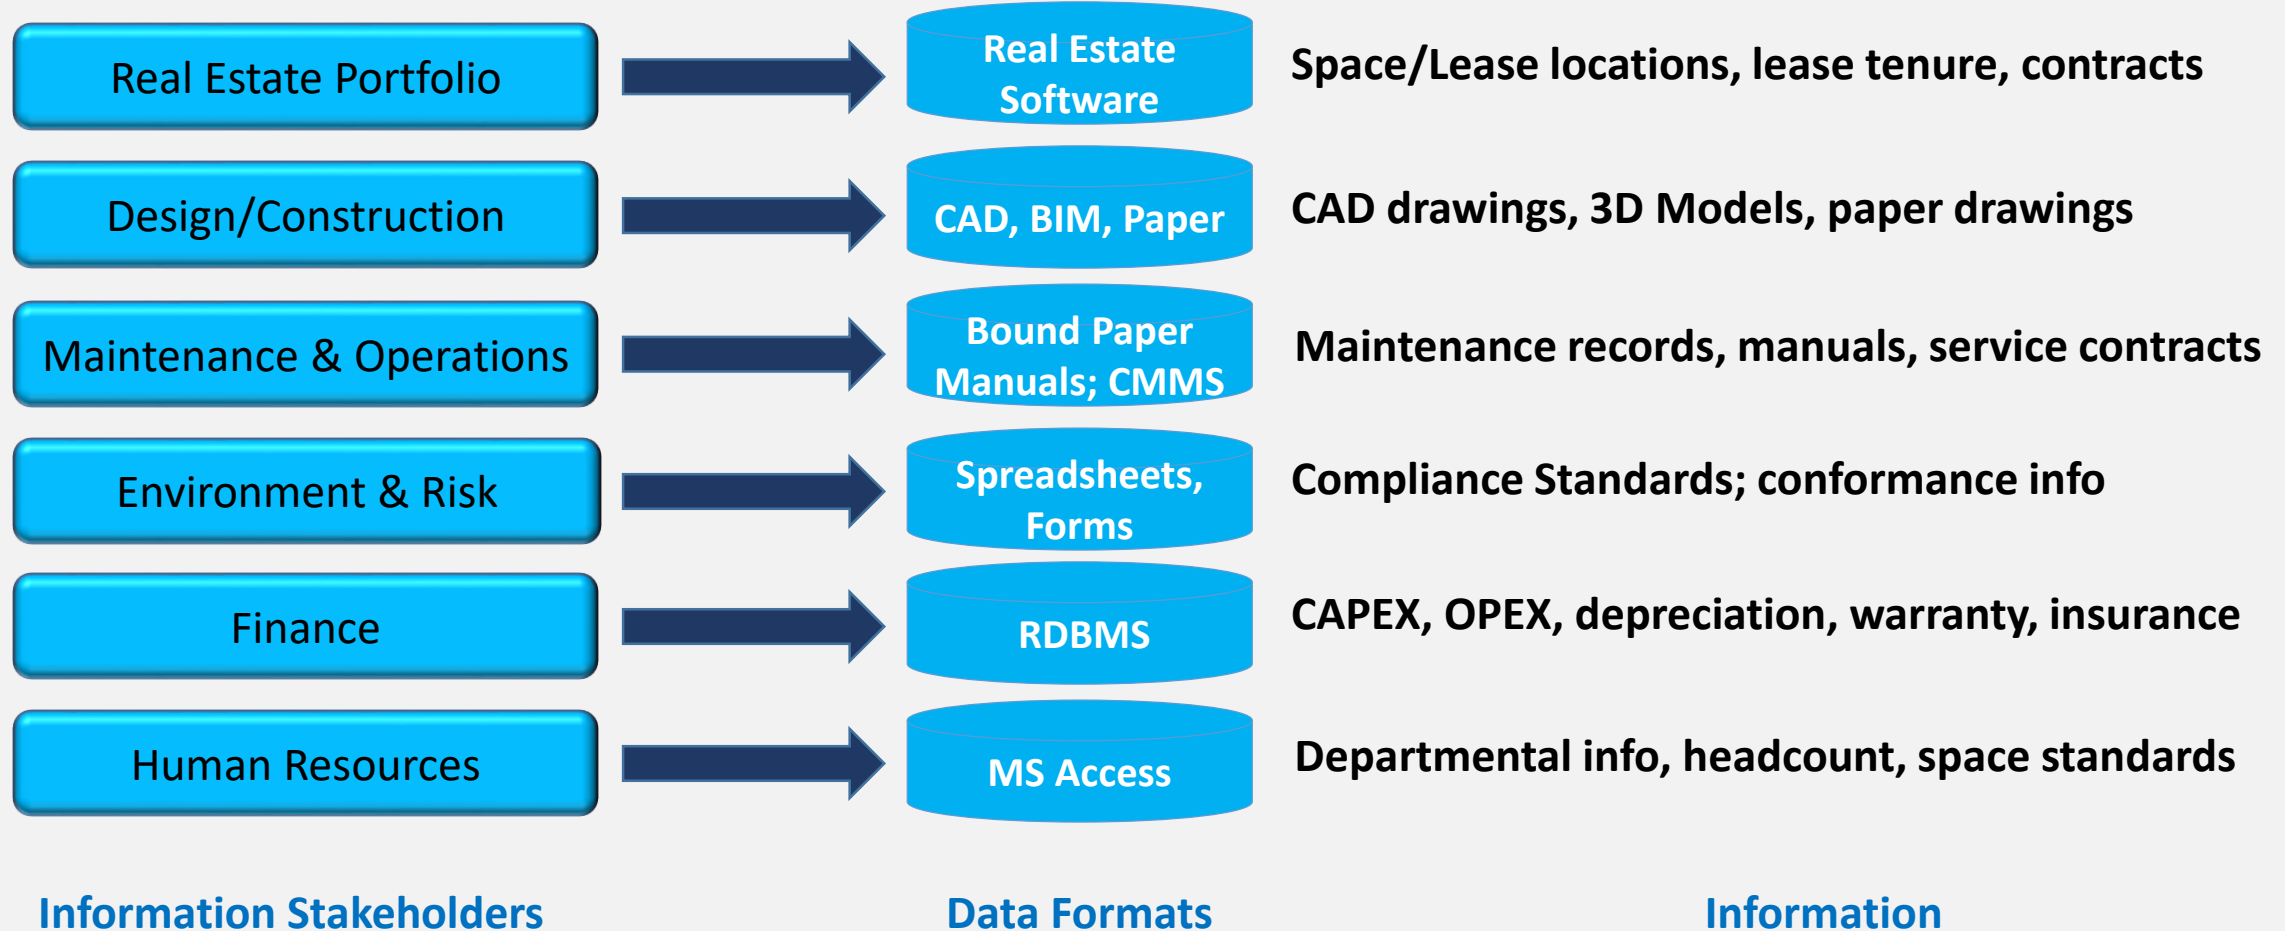 Real Estate Portfolio
Real Estate
Software
Space/Lease locations, lease tenure, contracts
Design/Construction
CAD, BIM, Paper
CAD drawings, 3D Models, paper drawings
Maintenance & Operations
Bound Paper
Manuals; CMMS
Maintenance records, manuals, service contracts
Environment & Risk
Spreadsheets,
Forms
Compliance Standards; conformance info
Finance
RDBMS
CAPEX, OPEX, depreciation, warranty, insurance
Human Resources
MS Access
Departmental info, headcount, space standards
Information Stakeholders
Data Formats
Information